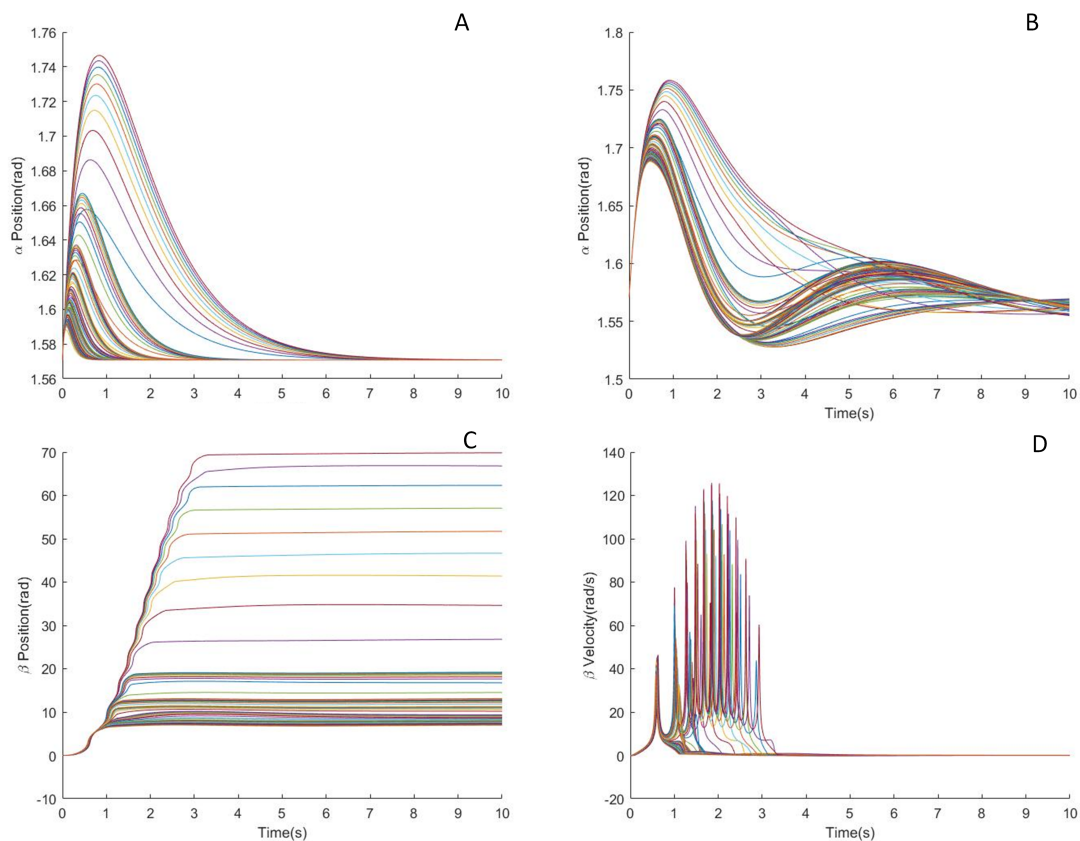 A
1.76
1.74
1.72
1.7
1.68
1.66
1.64
1.62
1.6
1.58
1.56
α Position(rad)
0 1 2 3 4 5 6 7 8 9 10
B
1.8
1.75
1.7
1.65
1.6
1.55
1.5
α Position(rad)
0 1 2 3 4 5 6 7 8 9 10
Time(s)
C
70
60
50
40
30
20
10
0
-10
β Position(rad)
0 1 2 3 4 5 6 7 8 9 10
Time(s)
D
140
120
100
80
60
40
20
0
-20
β Velocity(rad/s)
0 1 2 3 4 5 6 7 8 9 10
Time(s)